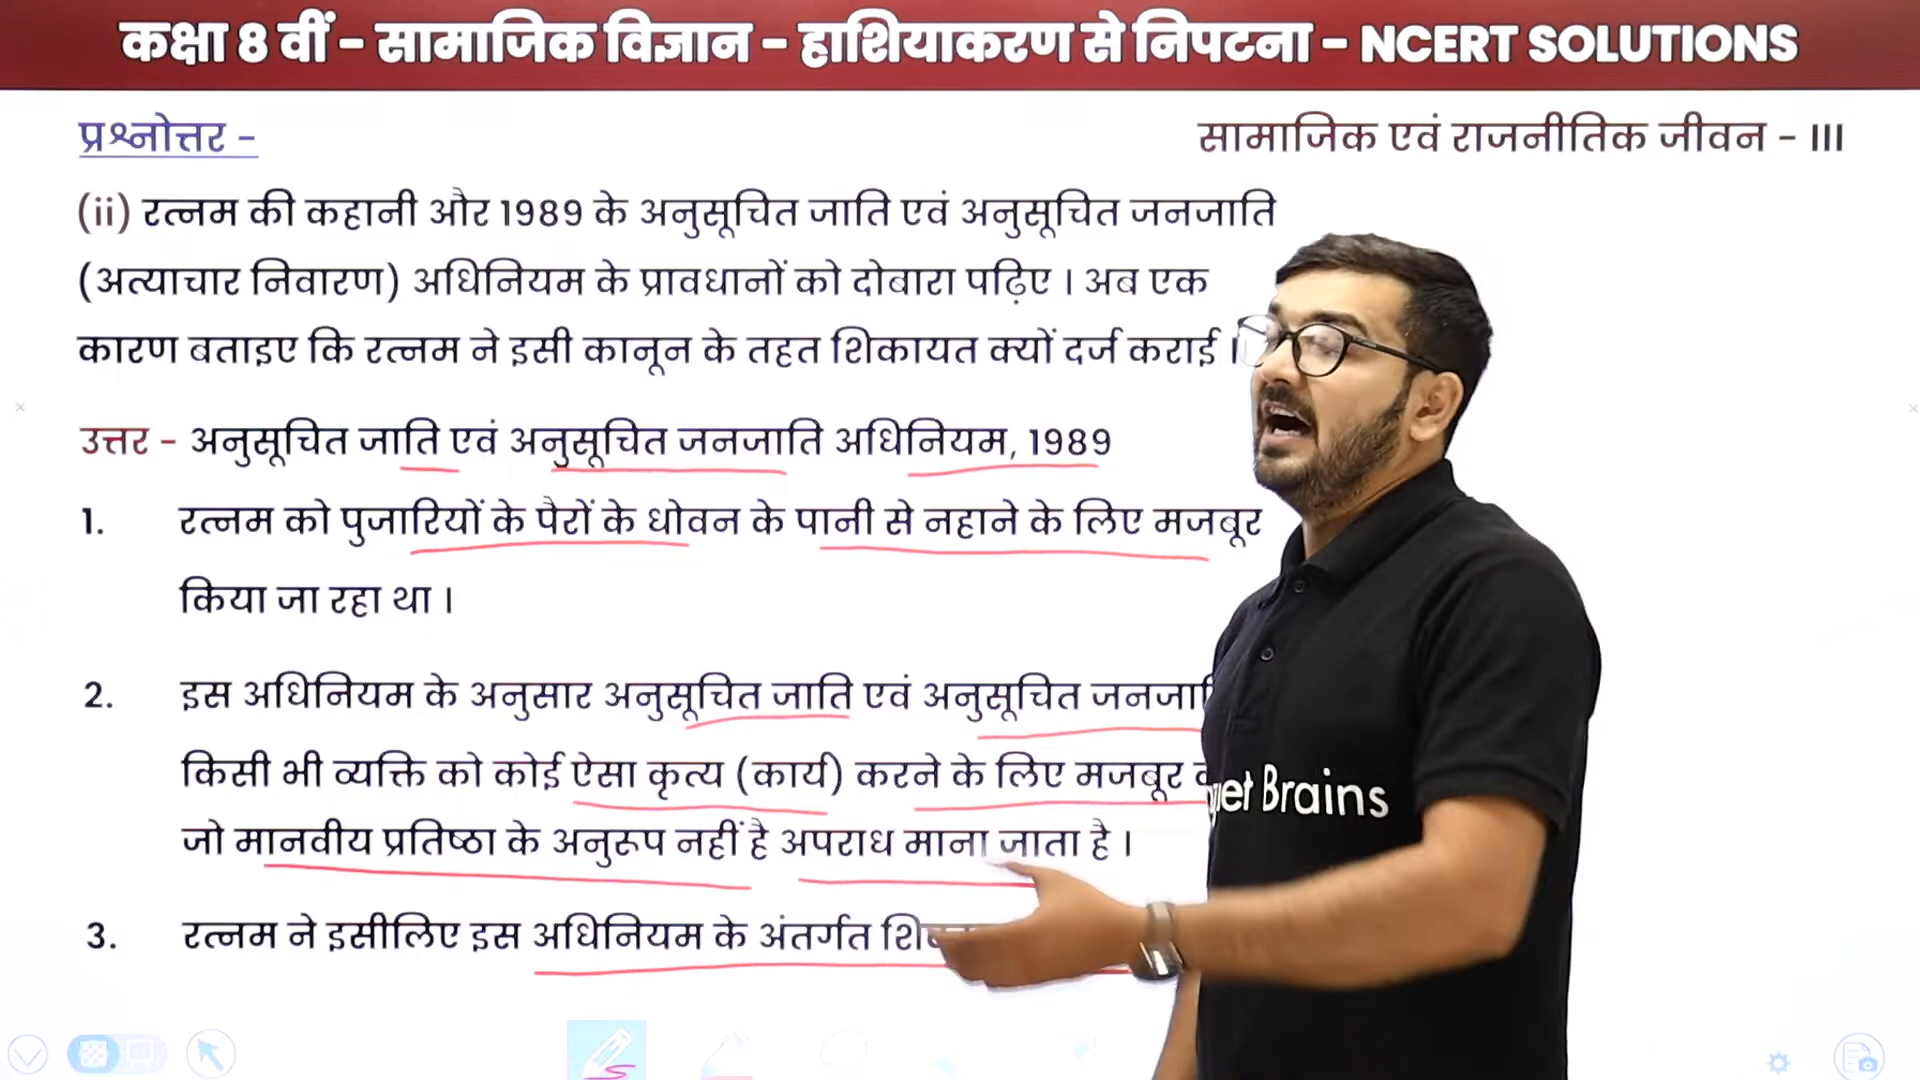 कक्षा 8 वीं - सामाजिक विज्ञान - हाशियाकरण से निपटना - NCERT SOLUTIONS
प्रश्नोत्तर -
सामाजिक एवं राजनीतिक जीवन - III
(ii) रत्नम की कहानी और 1989 के अनुसूचित जाति एवं अनुसूचित जनजाति
(अत्याचार निवारण) अधिनियम के प्रावधानों को दोबारा पढ़िए । अब एक
कारण बताइए कि रत्नम ने इसी कानून के तहत शिकायत क्यों दर्ज कराई ।
उत्तर - अनुसूचित जाति एवं अनुसूचित जनजाति अधिनियम, 1989
1. रत्नम को पुजारियों के पैरों के धोवन के पानी से नहाने के लिए मजबूर
किया जा रहा था ।
2. इस अधिनियम के अनुसार अनुसूचित जाति एवं अनुसूचित
किसी भी व्यक्ति को कोई ऐसा कृत्य (कार्य) करने के लिए मजबूर
जो मानवीय प्रतिष्ठा के अनुरूप नहीं है अपराध माना जाता है ।
3. रत्नम ने इसीलिए इस अधिनियम के अंतर्गत
Brains